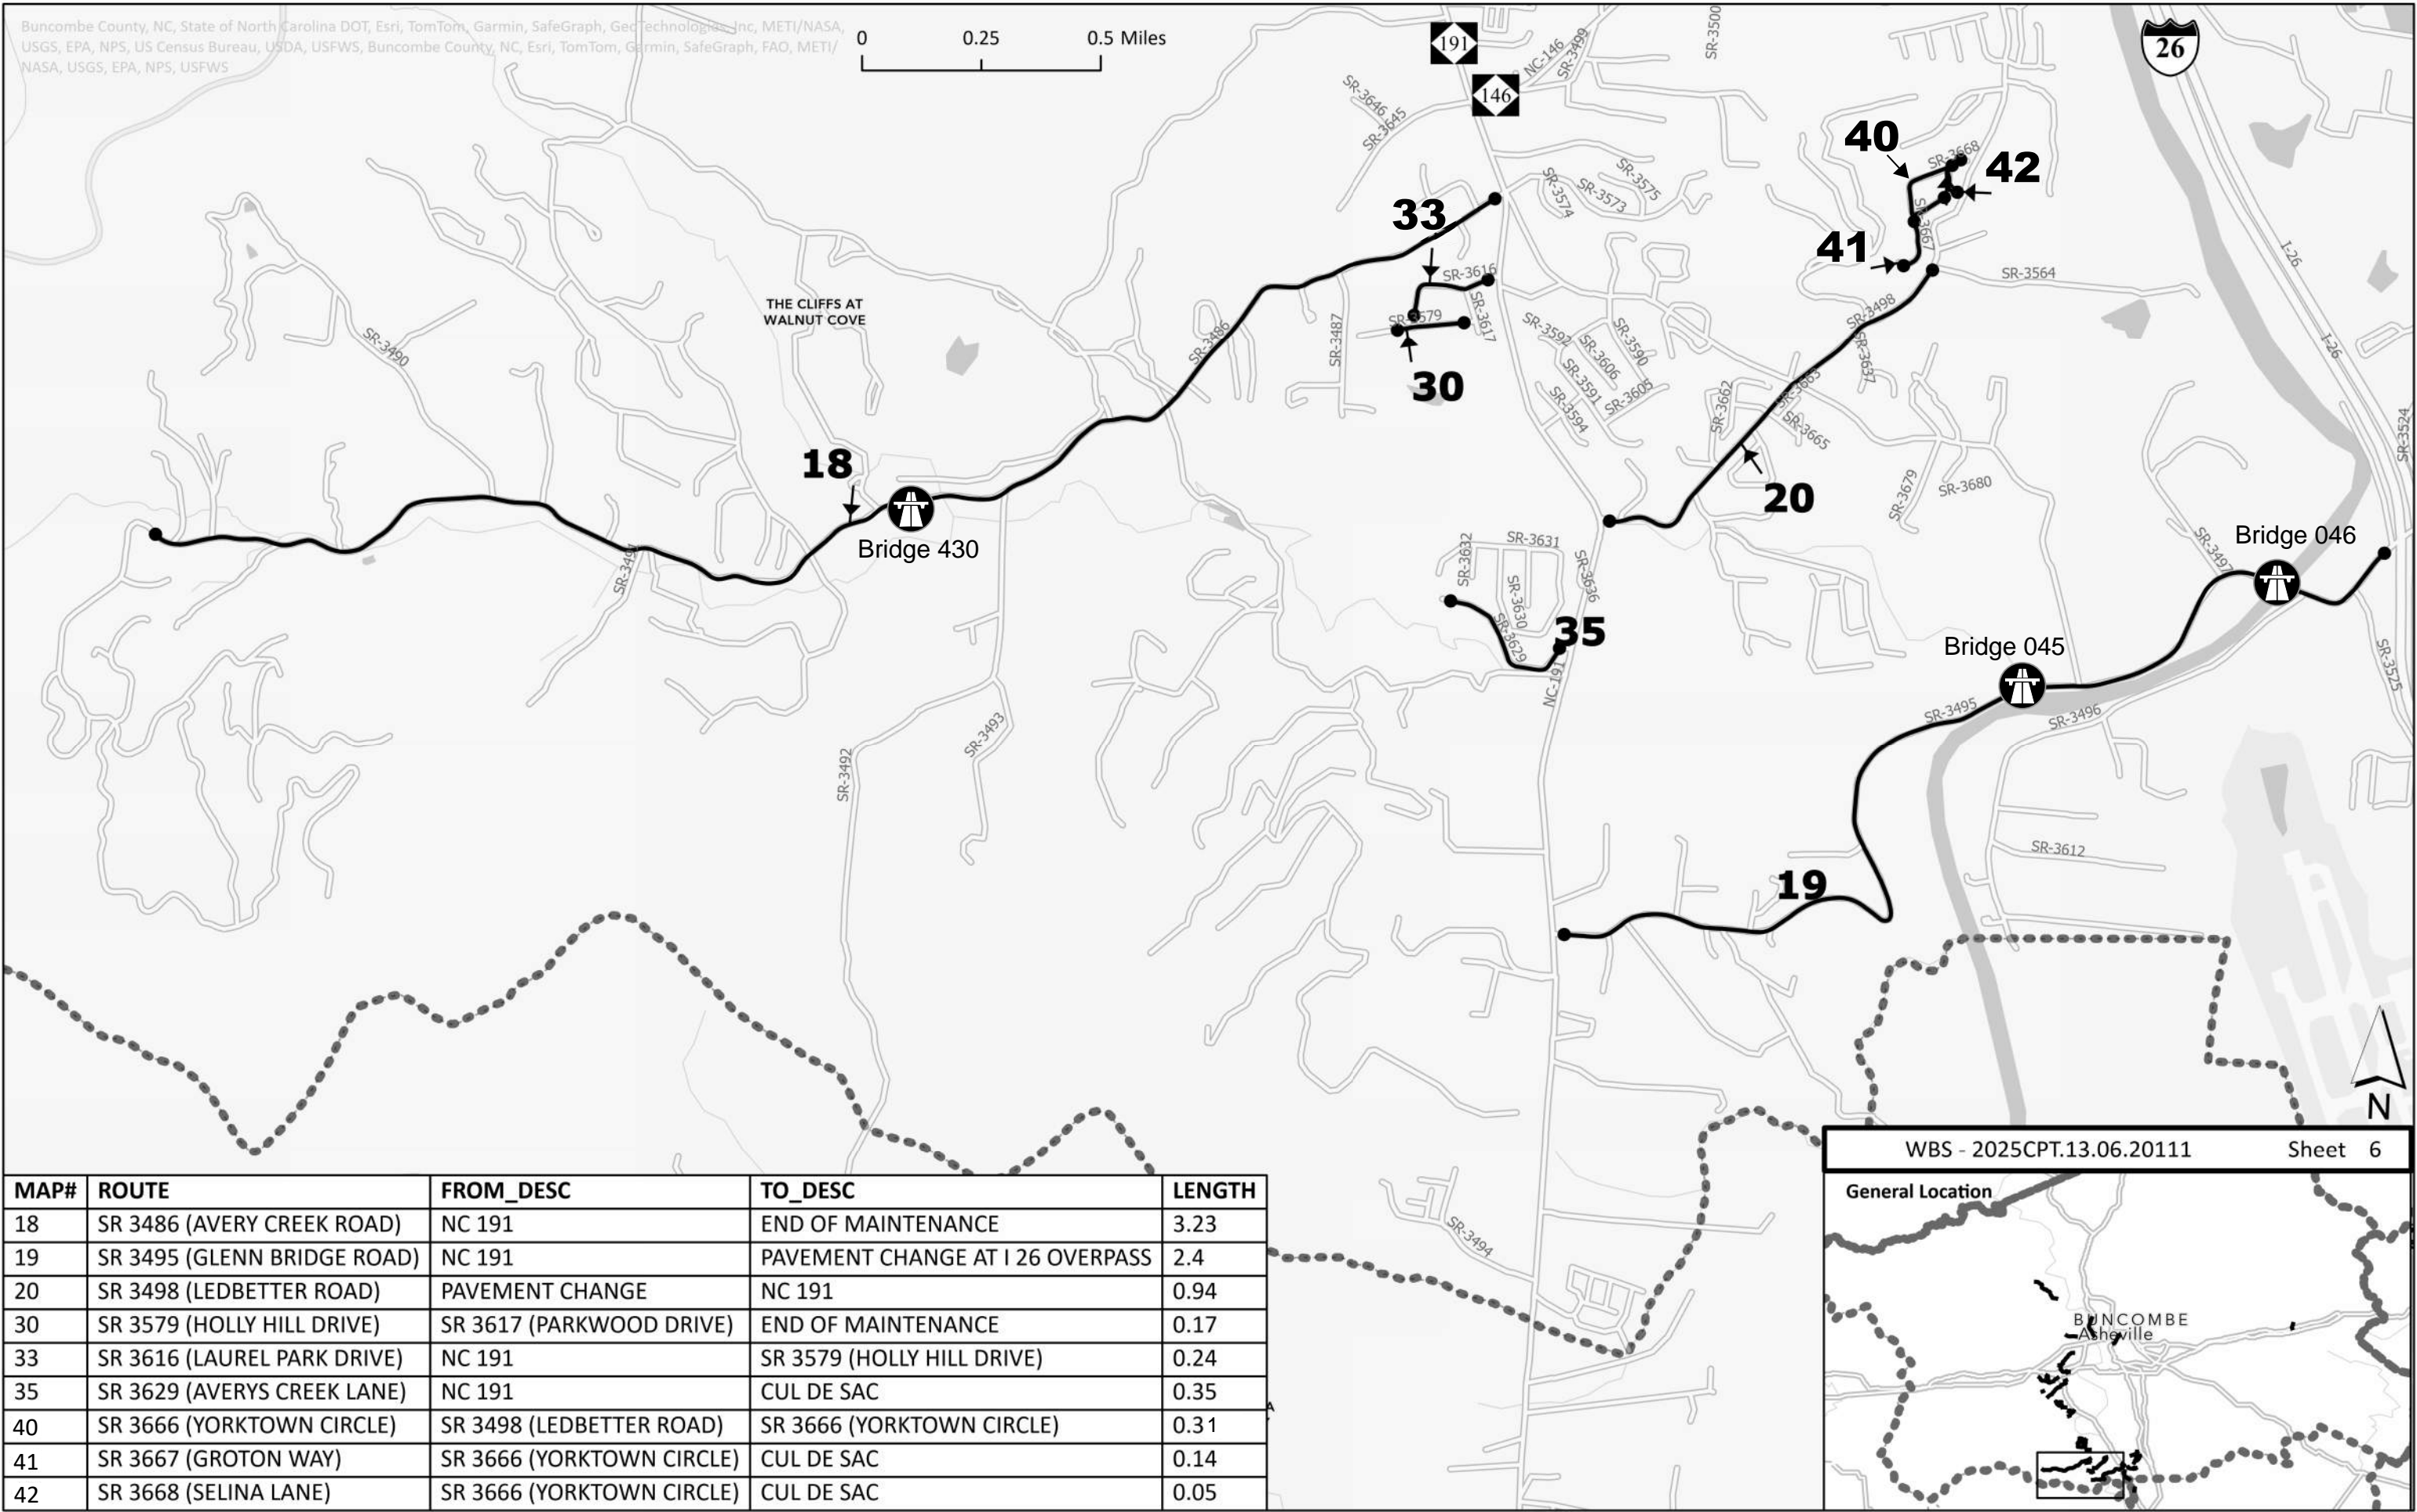 Buncombe County, NC, State of North Carolina DOT, Esri, TomTom, Garmin, SafeGraph, GeoTechnologies, Inc, METI/NASA,
USGS, EPA, NPS, US Census Bureau, USDA, USFWS, Buncombe County, NC, Esri, TomTom, Garmin, SafeGraph, FAO, METI/
NASA, USGS, EPA, NPS, USFWS
0 0.25 0.5 Miles
191
146
26
NC-146
SR-3499
SR-3500
SR-3646
SR-3645
40
SR-3668
42
SR-3575
SR-3573
SR-3574
33
SR-3667
41
I-26
SR-3616
SR-3564
THE CLIFFS AT
WALNUT COVE
SR-3490
SR-3486
SR-3487
SR-3579
SR-3617
SR-3592
SR-3590
SR-3606
SR-3498
SR-3637
I-26
30
SR-3591
SR-3605
SR-3594
SR-3662
SR-3663
SR-3665
SR-3524
18
20
SR-3679
SR-3680
Bridge 430
Bridge 046
SR-3497
SR-3491
SR-3632
SR-3631
SR-3636
SR-3630
SR-3629
35
Bridge 045
SR-3525
NC-191
SR-3495
SR-3496
SR-3493
SR-3492
SR-3612
19
N
WBS - 2025CPT.13.06.20111 Sheet 6
MAP# ROUTE FROM_DESC TO_DESC LENGTH
18 SR 3486 (AVERY CREEK ROAD) NC 191 END OF MAINTENANCE 3.23
19 SR 3495 (GLENN BRIDGE ROAD) NC 191 PAVEMENT CHANGE AT I 26 OVERPASS 2.4
20 SR 3498 (LEDBETTER ROAD) PAVEMENT CHANGE NC 191 0.94
30 SR 3579 (HOLLY HILL DRIVE) SR 3617 (PARKWOOD DRIVE) END OF MAINTENANCE 0.17
33 SR 3616 (LAUREL PARK DRIVE) NC 191 SR 3579 (HOLLY HILL DRIVE) 0.24
35 SR 3629 (AVERYS CREEK LANE) NC 191 CUL DE SAC 0.35
40 SR 3666 (YORKTOWN CIRCLE) SR 3498 (LEDBETTER ROAD) SR 3666 (YORKTOWN CIRCLE) 0.31
41 SR 3667 (GROTON WAY) SR 3666 (YORKTOWN CIRCLE) CUL DE SAC 0.14
42 SR 3668 (SELINA LANE) SR 3666 (YORKTOWN CIRCLE) CUL DE SAC 0.05
SR-3494
A
General Location
BUNCOMBE
Asheville